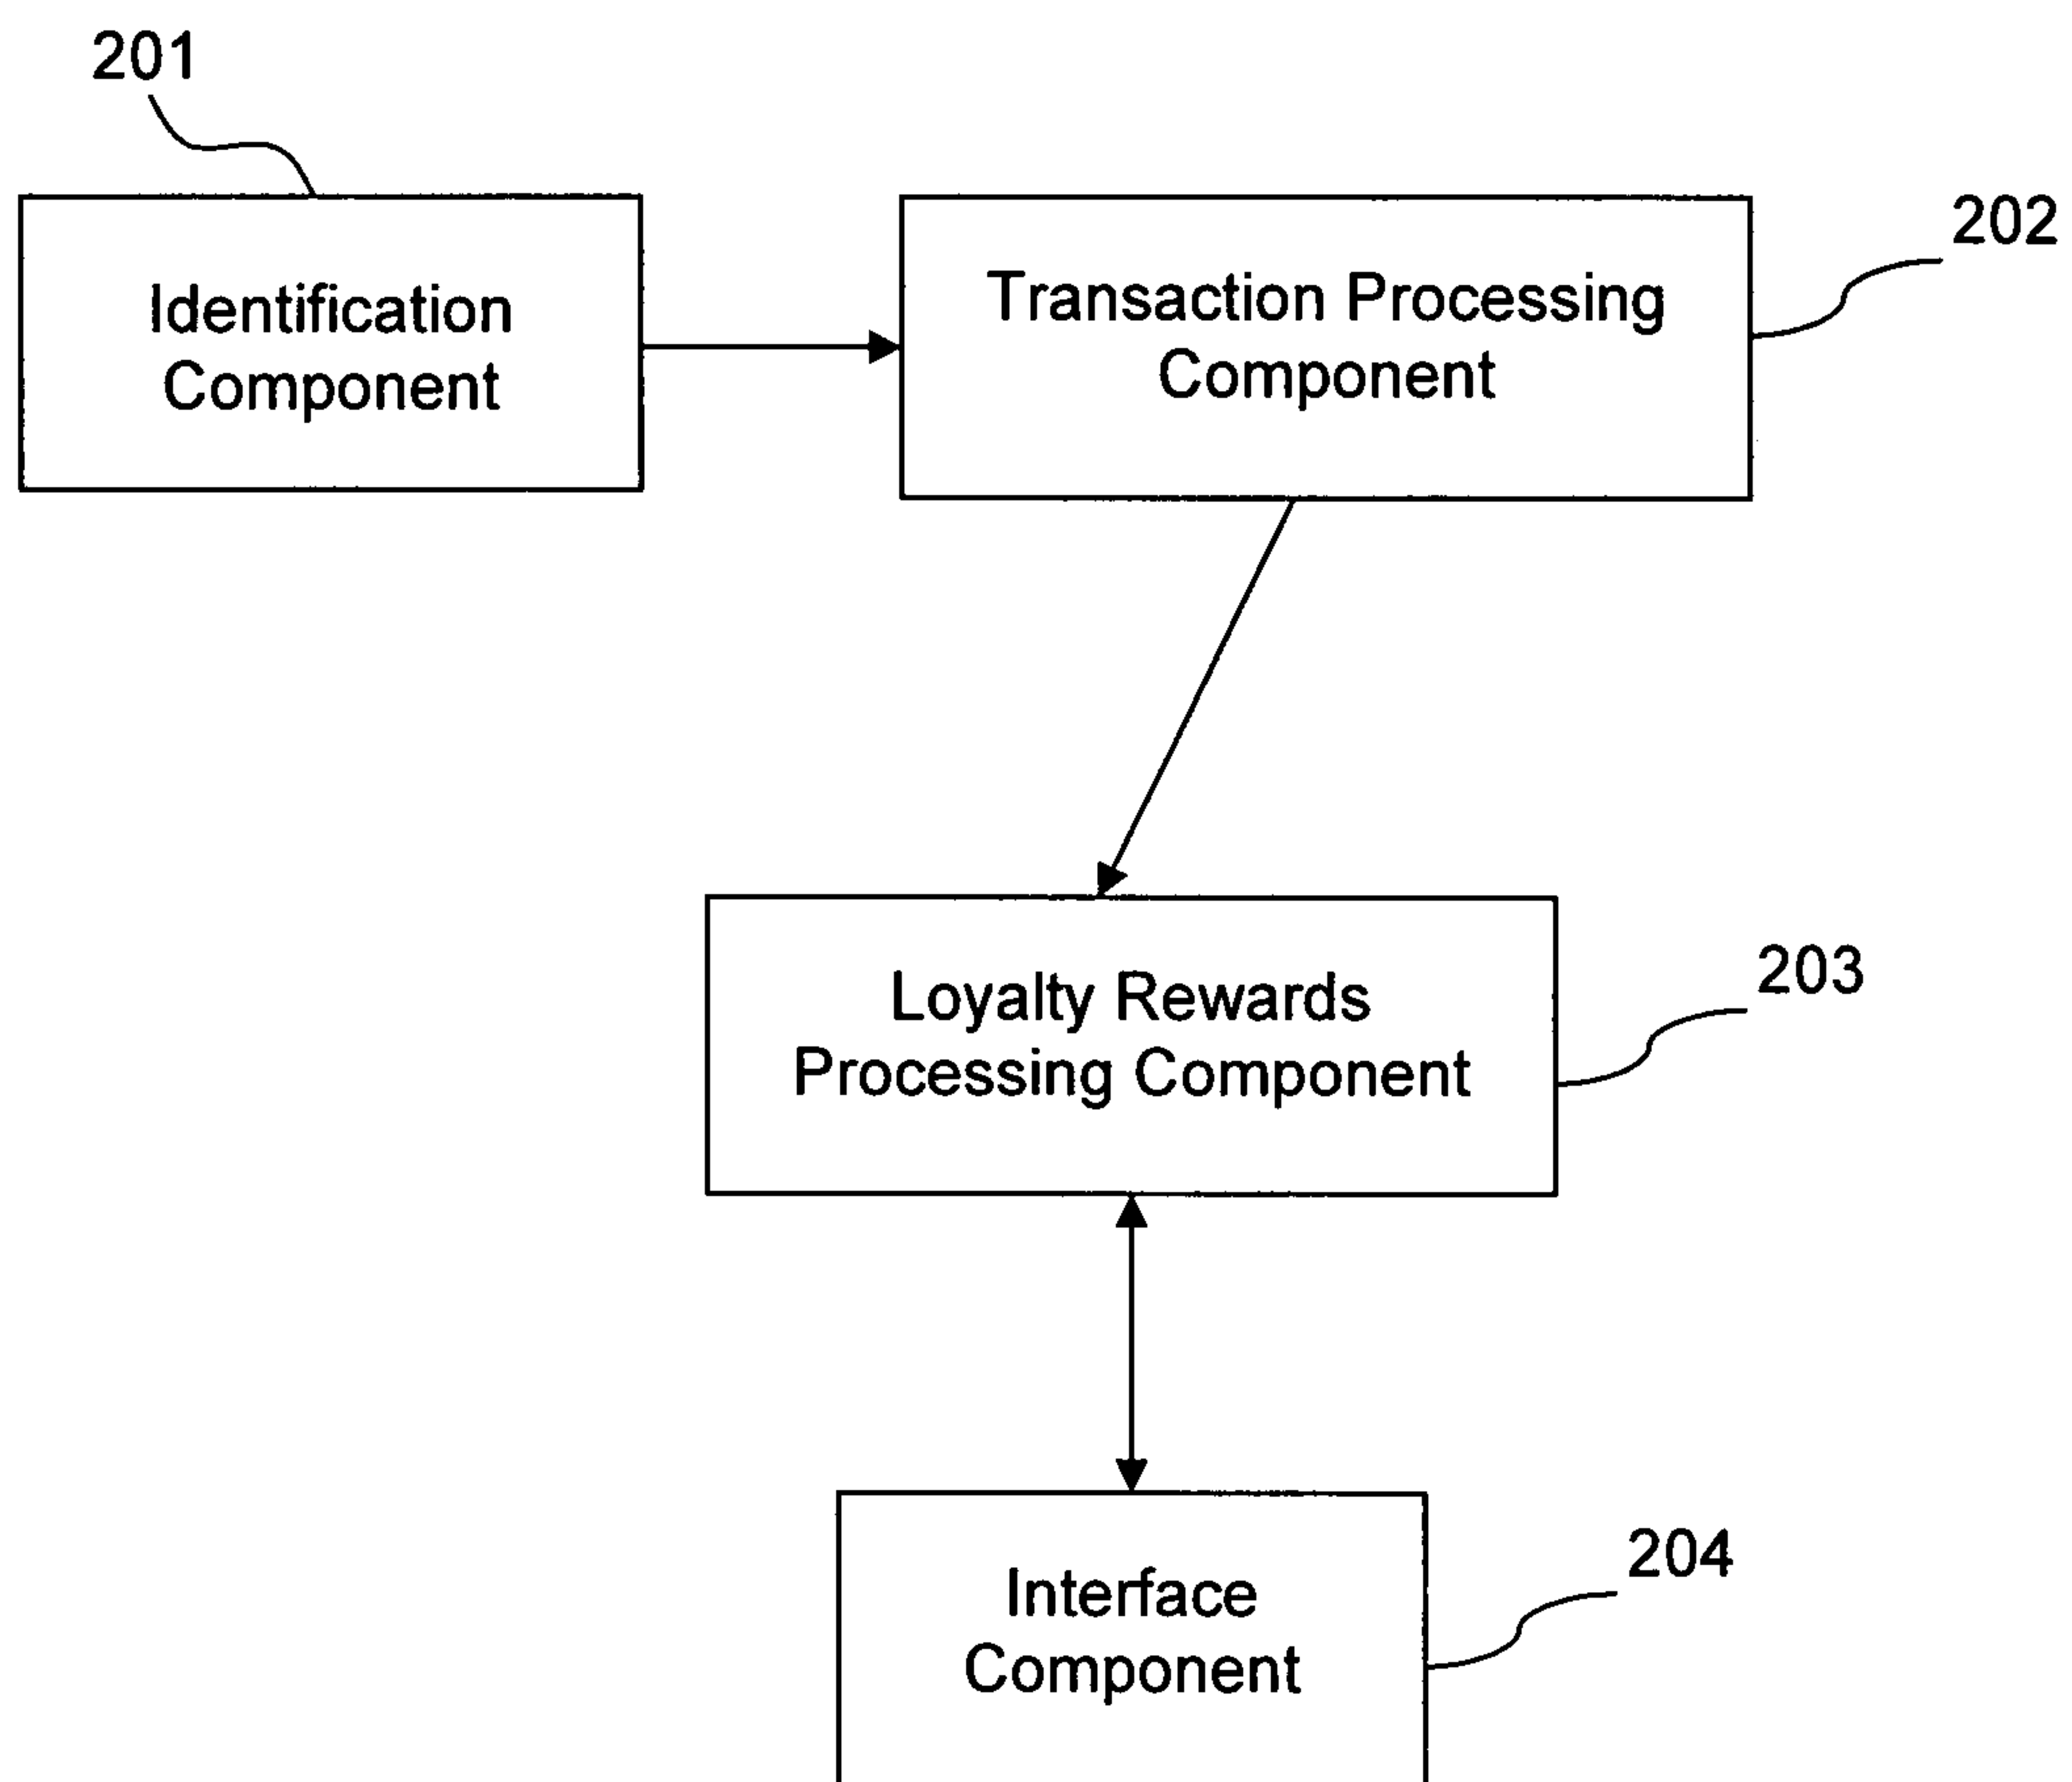 201
Identification
Component
Transaction Processing
Component
202
Loyalty Rewards
Processing Component
203
Interface
Component
204